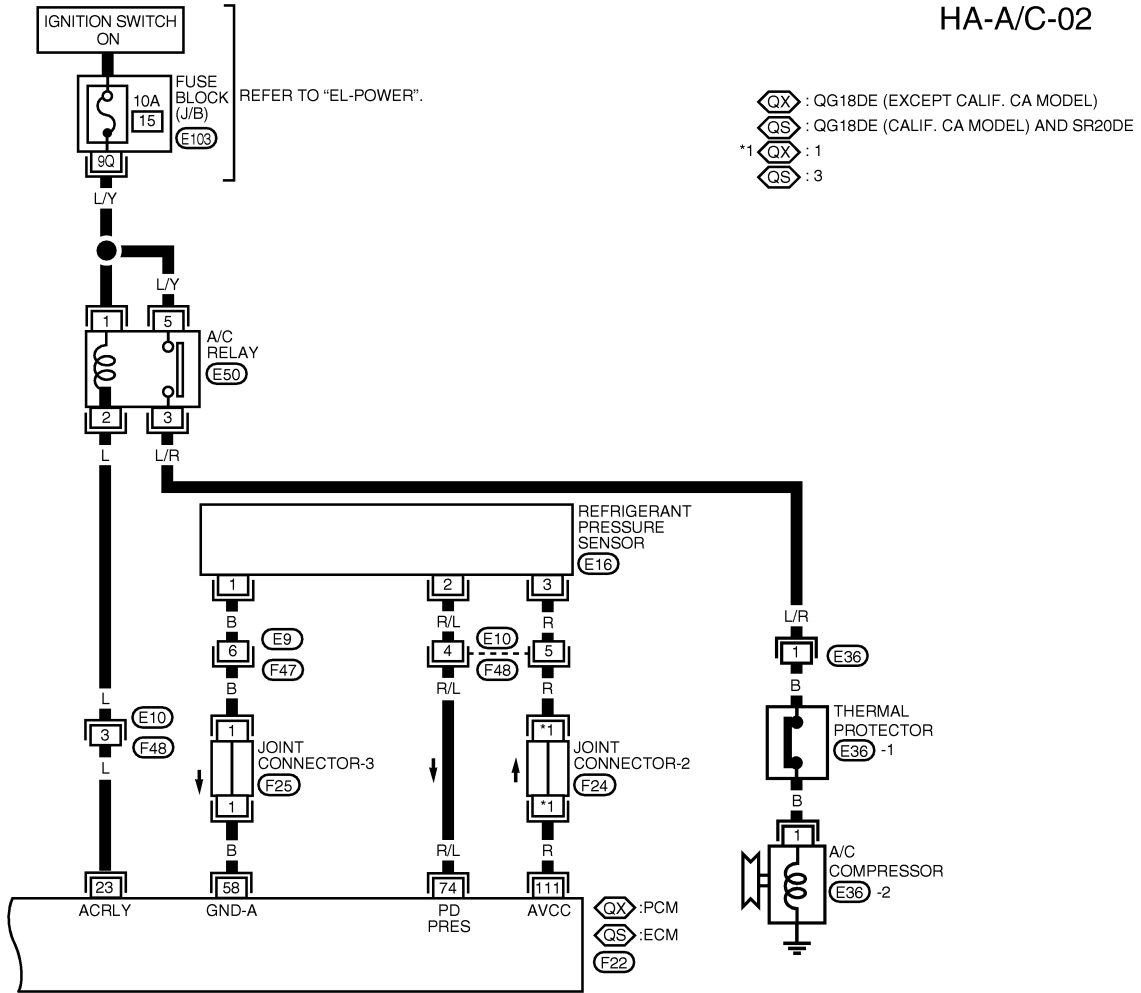 HA-A/C-02
IGNITION SWITCH
ON
10A
15
FUSE
BLOCK
(J/B)
E103
REFER TO “EL-POWER”.
9Q
L/Y
QX : QG18DE (EXCEPT CALIF. CA MODEL)
QS : QG18DE (CALIF. CA MODEL) AND SR20DE
*1 QX : 1
QS : 3
L/Y
1
5
A/C
RELAY
E50
2
3
L
L/R
REFRIGERANT
PRESSURE
SENSOR
E16
1
2
3
B
R/L
R
L/R
6
E9
F47
4
E10
F48
5
1
E36
B
R/L
R
B
L
3
E10
F48
L
1
JOINT
CONNECTOR-3
F25
1
*1
JOINT
CONNECTOR-2
F24
*1
THERMAL
PROTECTOR
E36 -1
B
B
R/L
R
1
A/C
COMPRESSOR
E36 -2
23
58
74
111
ACRLY
GND-A
PD
PRES
AVCC
QX :PCM
QS :ECM
F22